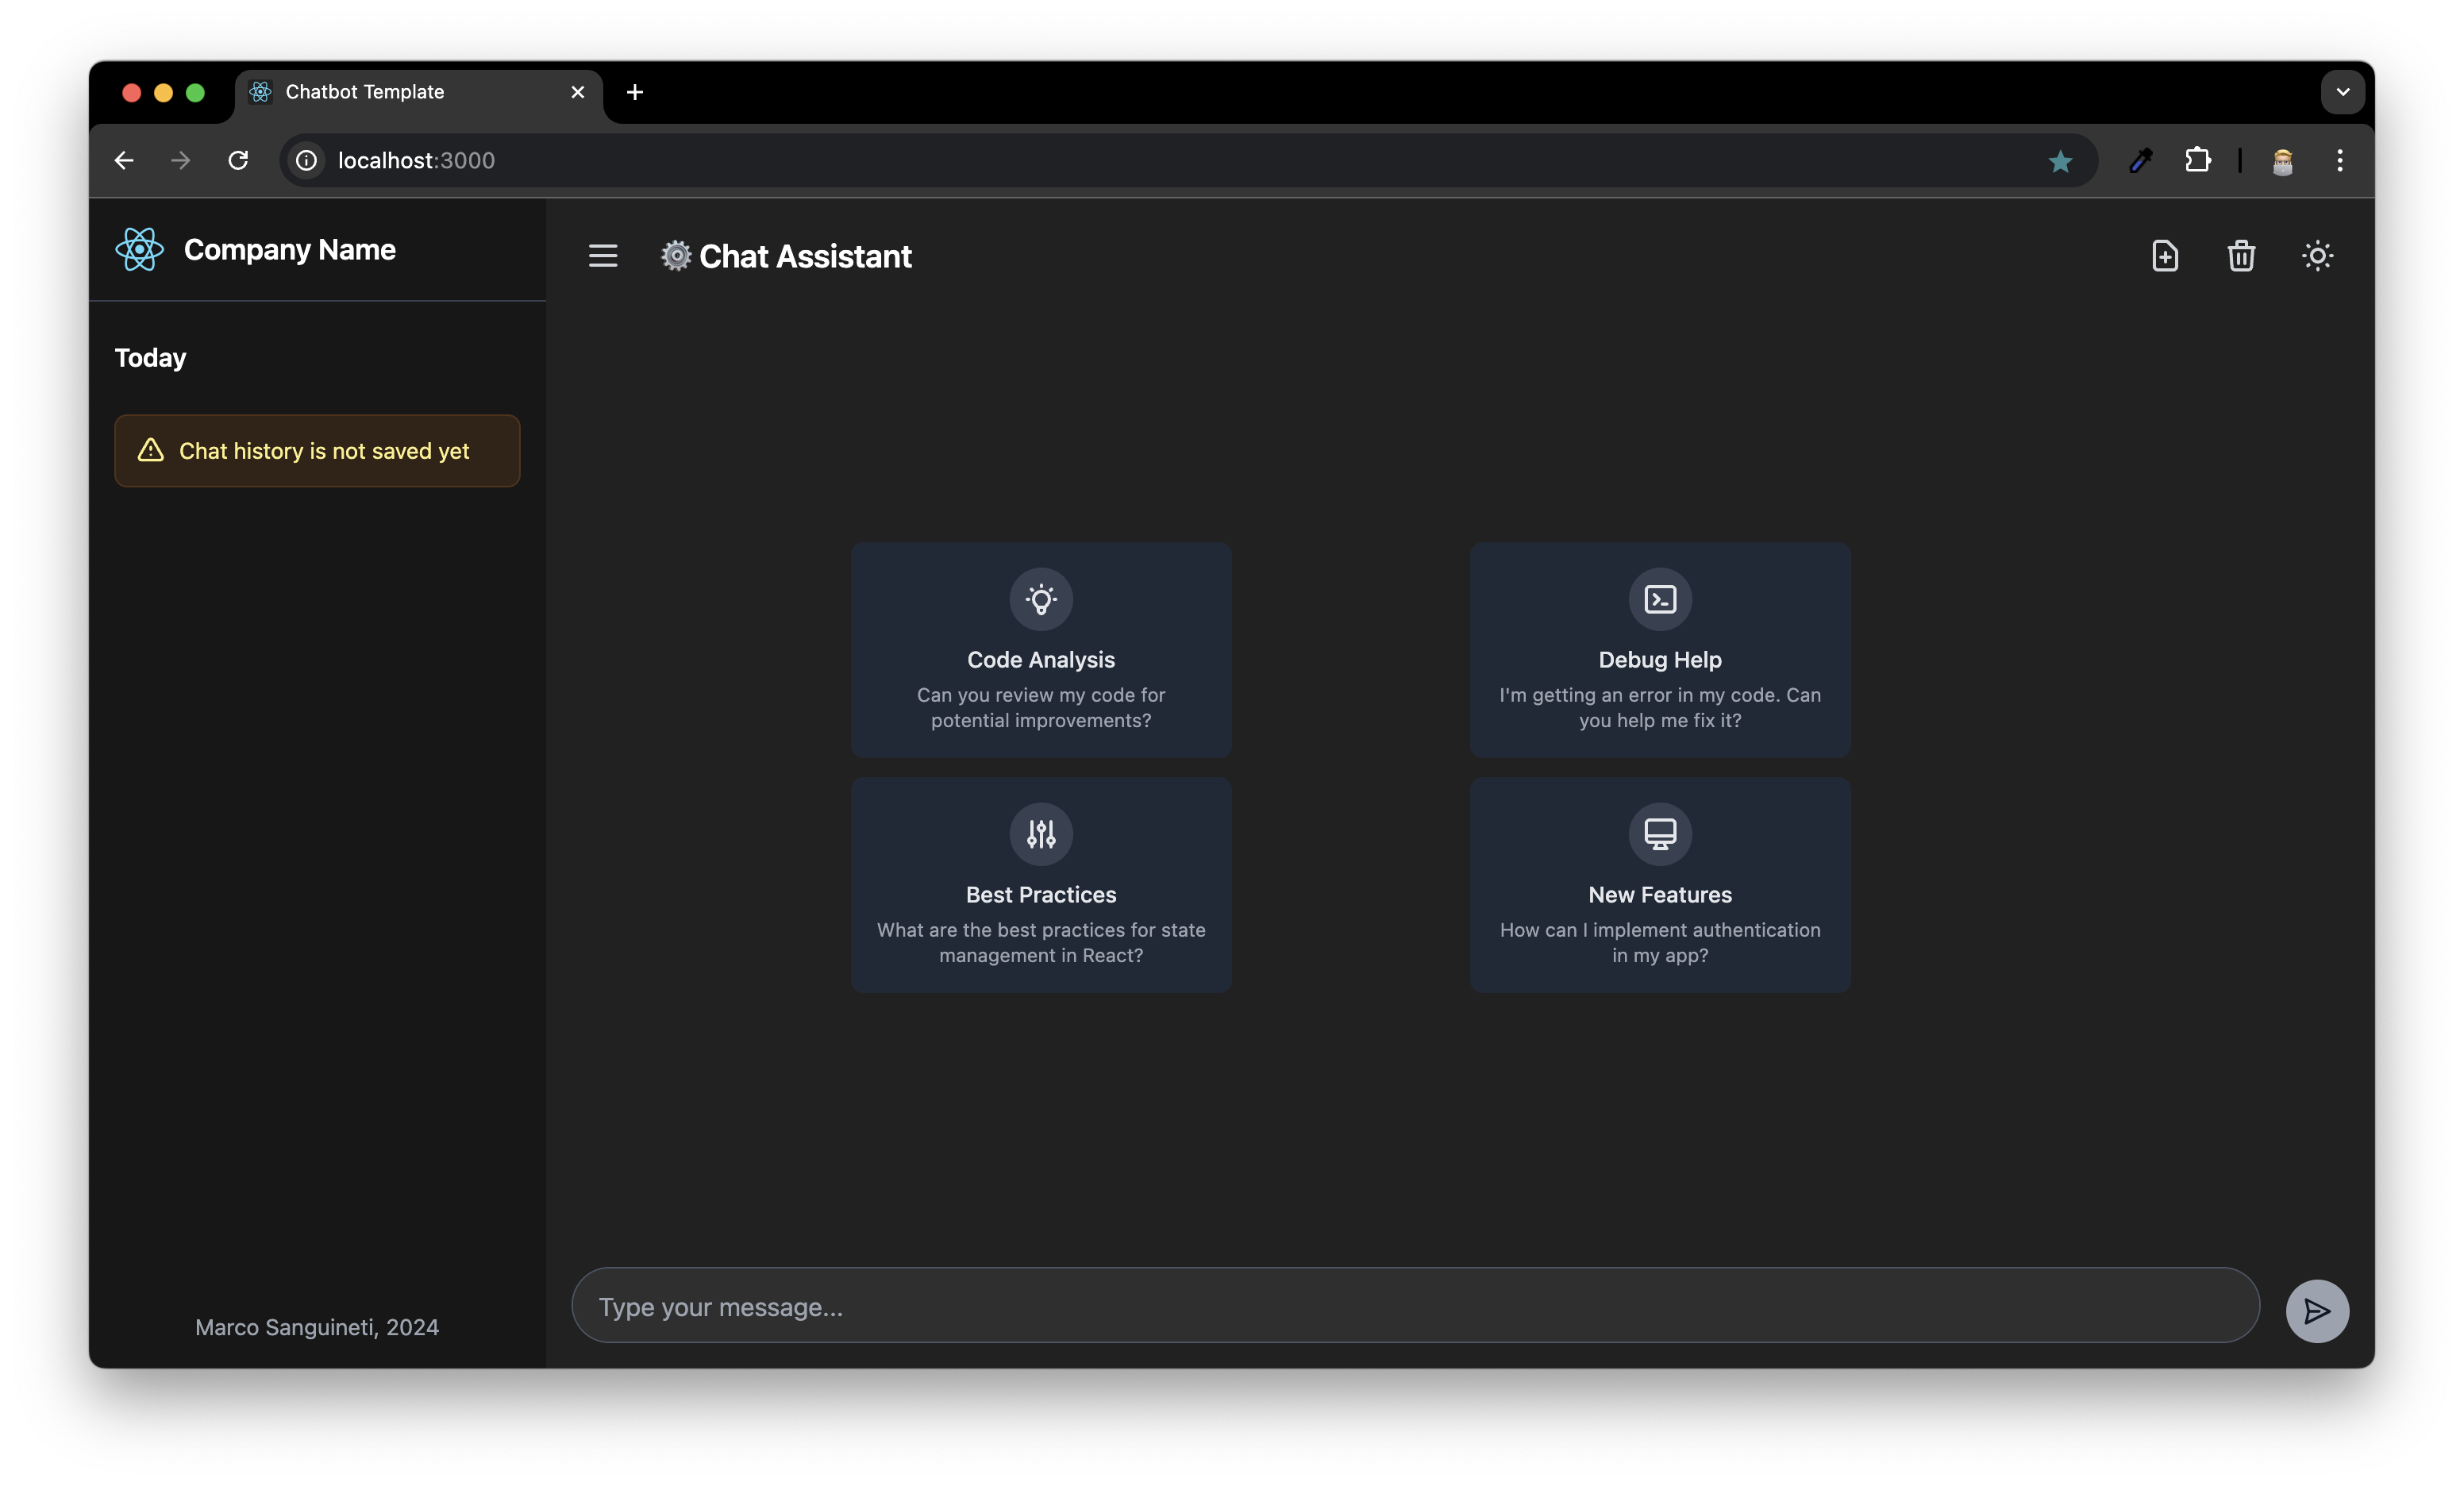 Chatbot Template
localhost:3000
Company Name
Chat Assistant
Today
Chat history is not saved yet
Code Analysis
Can you review my code for
potential improvements?
Debug Help
I'm getting an error in my code. Can
you help me fix it?
Best Practices
What are the best practices for state
management in React?
New Features
How can I implement authentication
in my app?
Type your message...
Marco Sanguineti, 2024